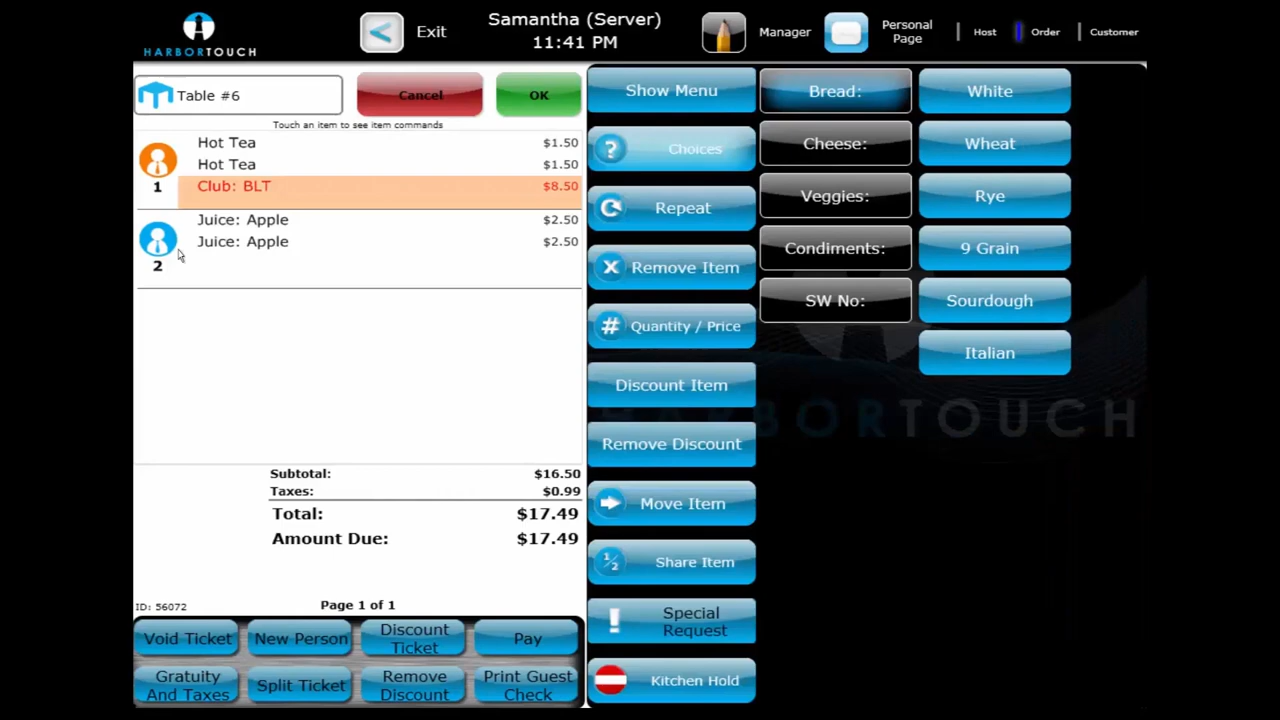 HARBORTOUCH
Exit
Samantha (Server)
11:41 PM
Manager
Personal
Page
Host
Order
Customer
Table #6
Cancel
OK
Touch an item to see item commands
Hot Tea $1.50
Hot Tea $1.50
Club: BLT $8.50
1
Juice: Apple $2.50
Juice: Apple $2.50
2
Subtotal: $16.50
Taxes: $0.99
Total: $17.49
Amount Due: $17.49
ID: 56072
Page 1 of 1
Void Ticket
New Person
Discount
Ticket
Pay
Gratuity
And Taxes
Split Ticket
Remove
Discount
Print Guest
Check
Show Menu
? Choices
Repeat
X Remove Item
# Quantity / Price
Discount Item
Remove Discount
Move Item
1/2 Share Item
! Special
Request
Kitchen Hold
Bread:
Cheese:
Veggies:
Condiments:
SW No:
White
Wheat
Rye
9 Grain
Sourdough
Italian
HARBORTOUCH